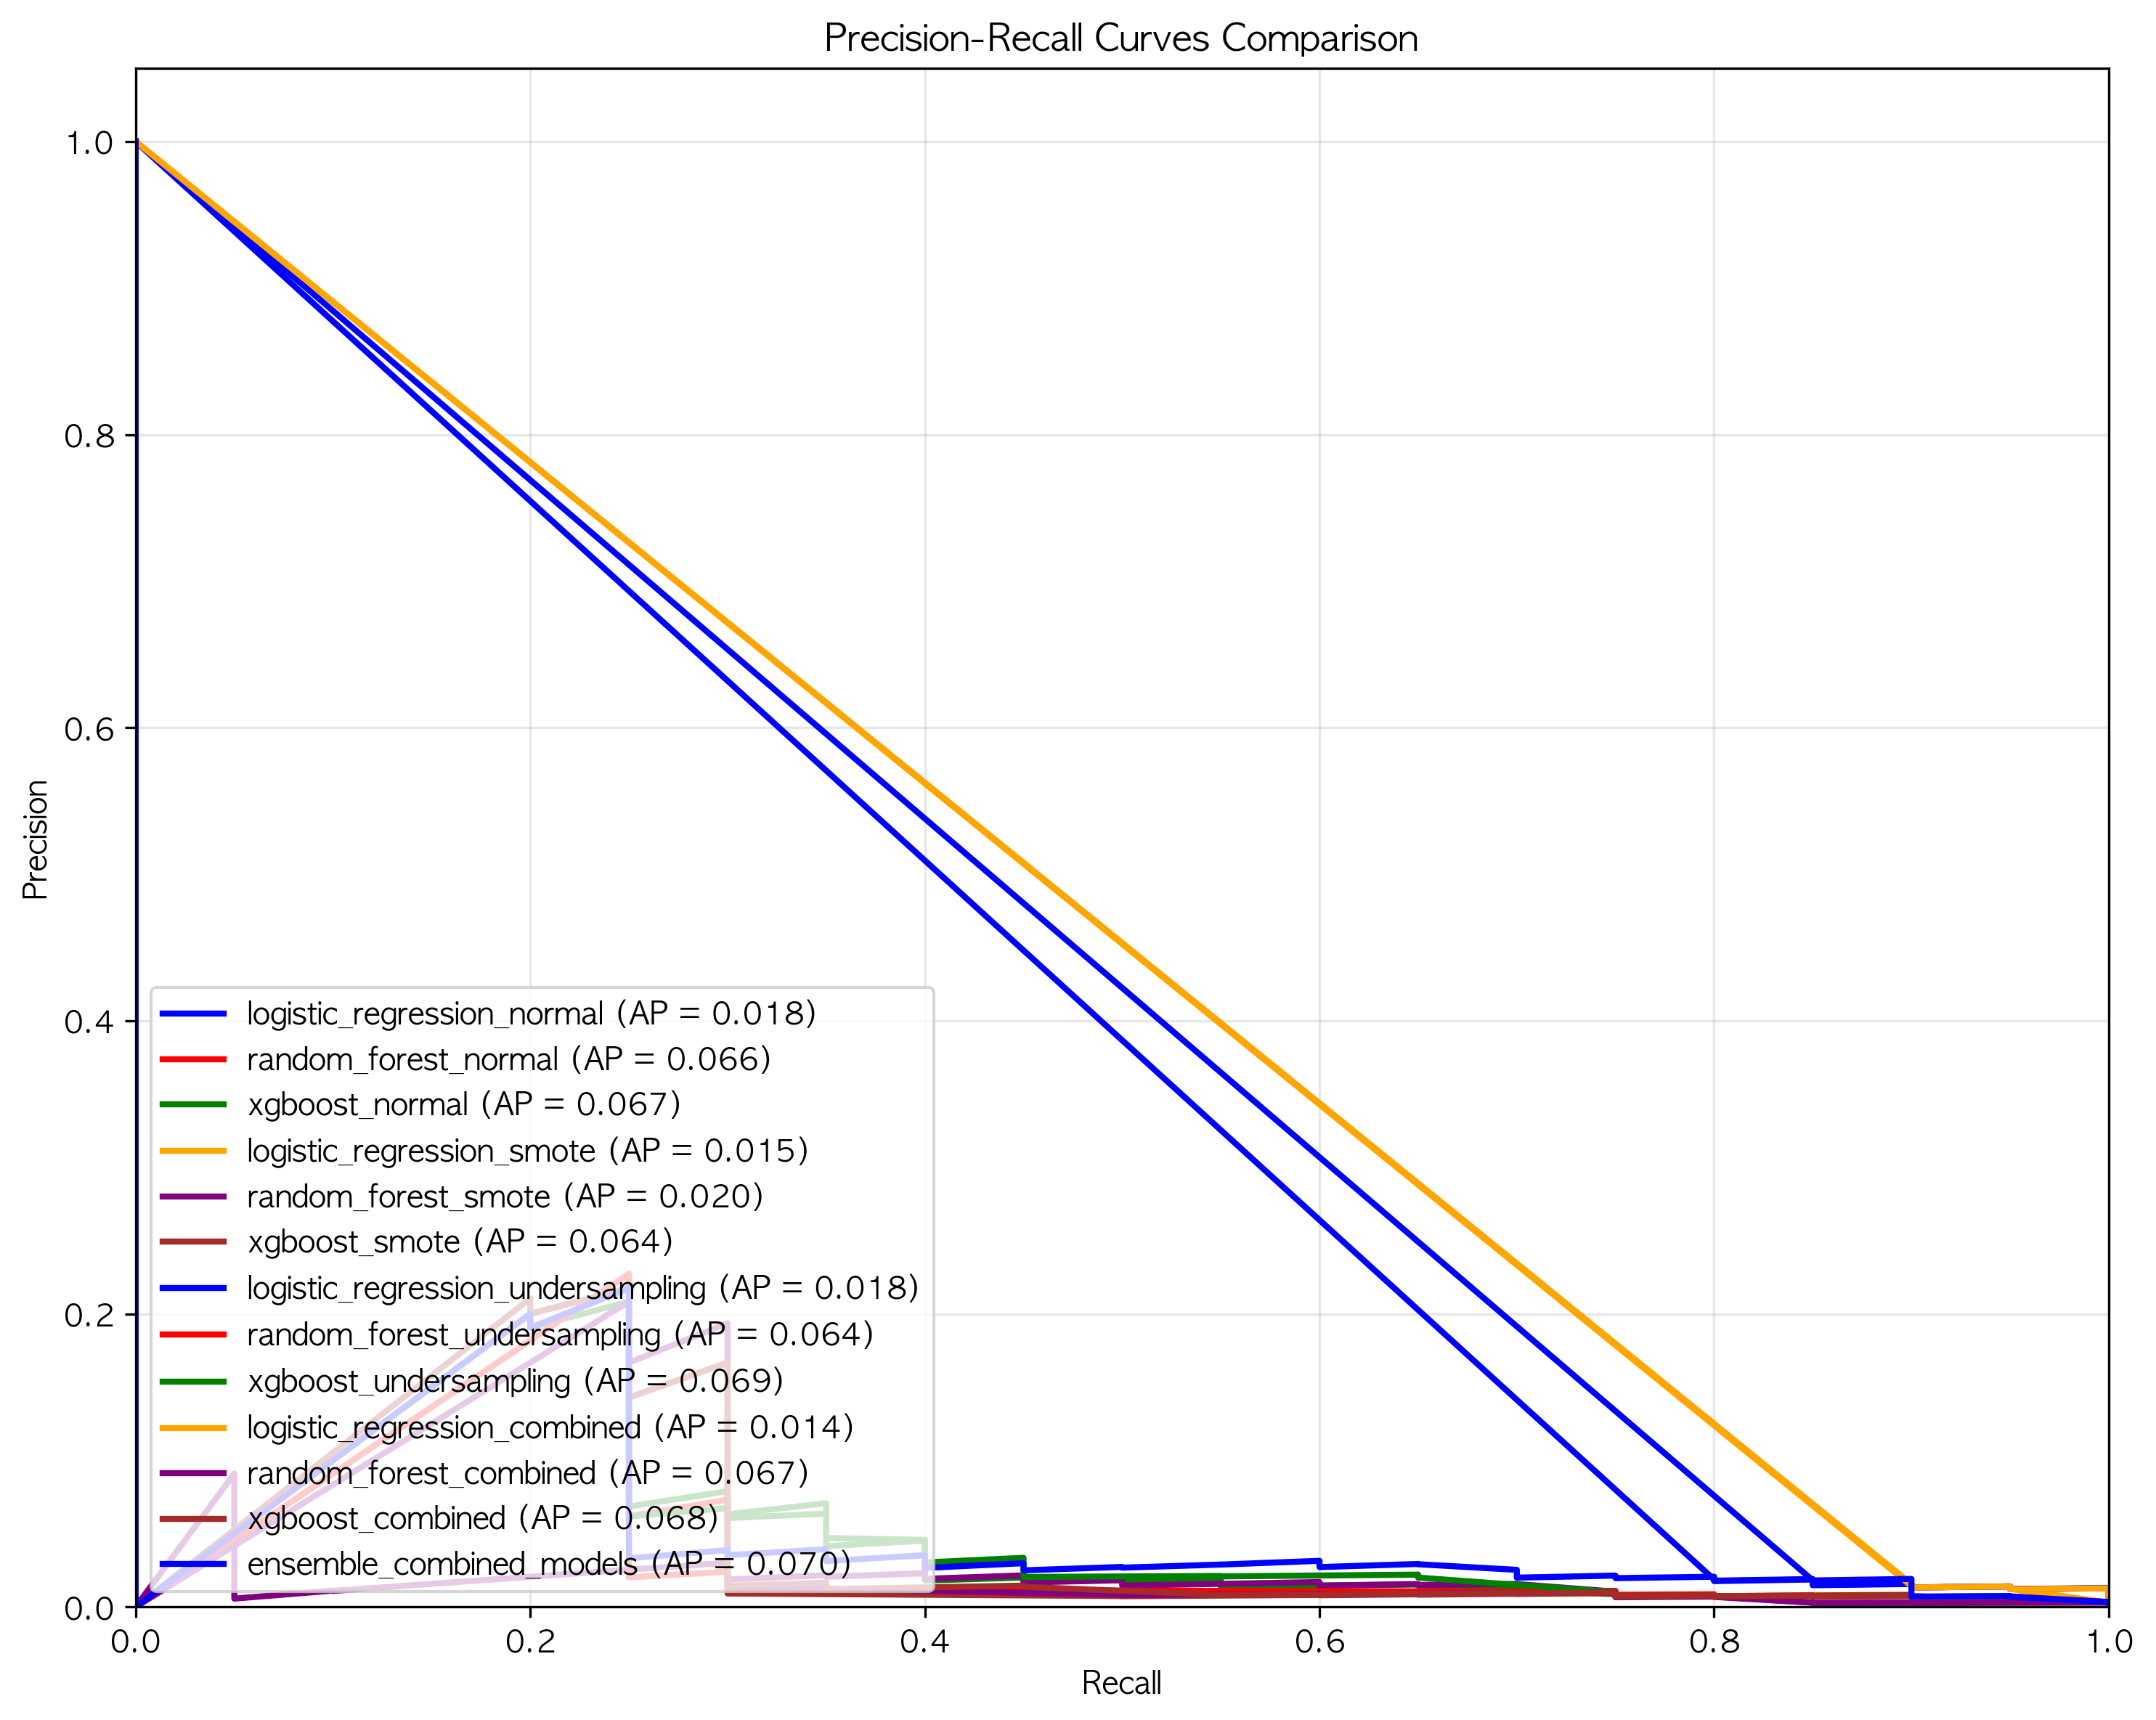 Precision-Recall Curves Comparison
1.0
0.8
0.6
0.4
0.2
0.0
Precision
logistic_regression_normal (AP = 0.018)
random_forest_normal (AP = 0.066)
xgboost_normal (AP = 0.067)
logistic_regression_smote (AP = 0.015)
random_forest_smote (AP = 0.020)
xgboost_smote (AP = 0.064)
logistic_regression_undersampling (AP = 0.018)
random_forest_undersampling (AP = 0.064)
xgboost_undersampling (AP = 0.069)
logistic_regression_combined (AP = 0.014)
random_forest_combined (AP = 0.067)
xgboost_combined (AP = 0.068)
ensemble_combined_models (AP = 0.070)
0.0 0.2 0.4 0.6 0.8 1.0
Recall